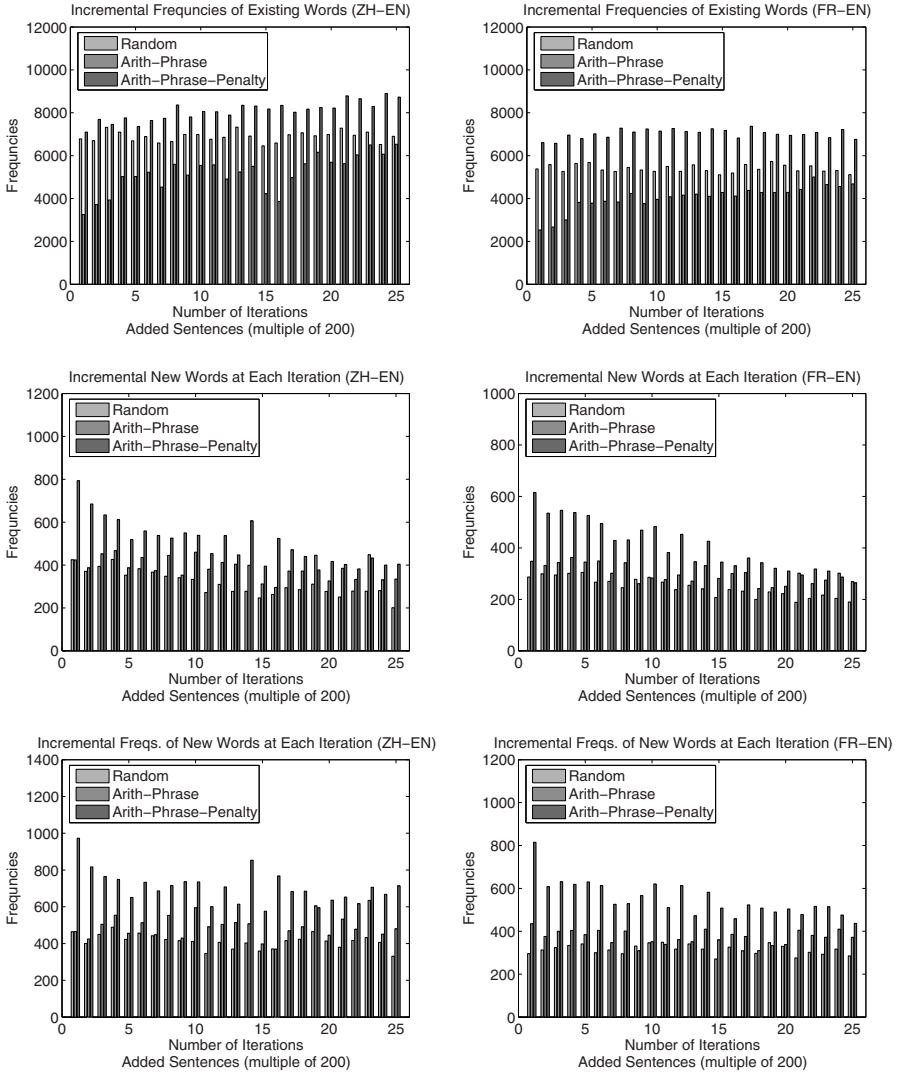 Incremental Frequncies of Existing Words (ZH−EN)
12000
10000
8000
6000
4000
2000
0
Frequncies
Random
Arith−Phrase
Arith−Phrase−Penalty
0 5 10 15 20 25
Number of Iterations
Added Sentences (multiple of 200)
Incremental Frequencies of Existing Words (FR−EN)
12000
10000
8000
6000
4000
2000
0
Frequncies
Random
Arith−Phrase
Arith−Phrase−Penalty
0 5 10 15 20 25
Number of Iterations
Added Sentences (multiple of 200)
Incremental New Words at Each Iteration (ZH−EN)
1200
1000
800
600
400
200
0
Frequncies
Random
Arith−Phrase
Arith−Phrase−Penalty
0 5 10 15 20 25
Number of Iterations
Added Sentences (multiple of 200)
Incremental New Words at Each Iteration (FR−EN)
1000
800
600
400
200
0
Frequncies
Random
Arith−Phrase
Arith−Phrase−Penalty
0 5 10 15 20 25
Number of Iterations
Added Sentences (multiple of 200)
Incremental Freqs. of New Words at Each Iteration (ZH−EN)
1400
1200
1000
800
600
400
200
0
Frequncies
Random
Arith−Phrase
Arith−Phrase−Penalty
0 5 10 15 20 25
Number of Iterations
Added Sentences (multiple of 200)
Incremental Freqs. of New Words at Each Iteration (FR−EN)
1200
1000
800
600
400
200
0
Frequncies
Random
Arith−Phrase
Arith−Phrase−Penalty
0 5 10 15 20 25
Number of Iterations
Added Sentences (multiple of 200)